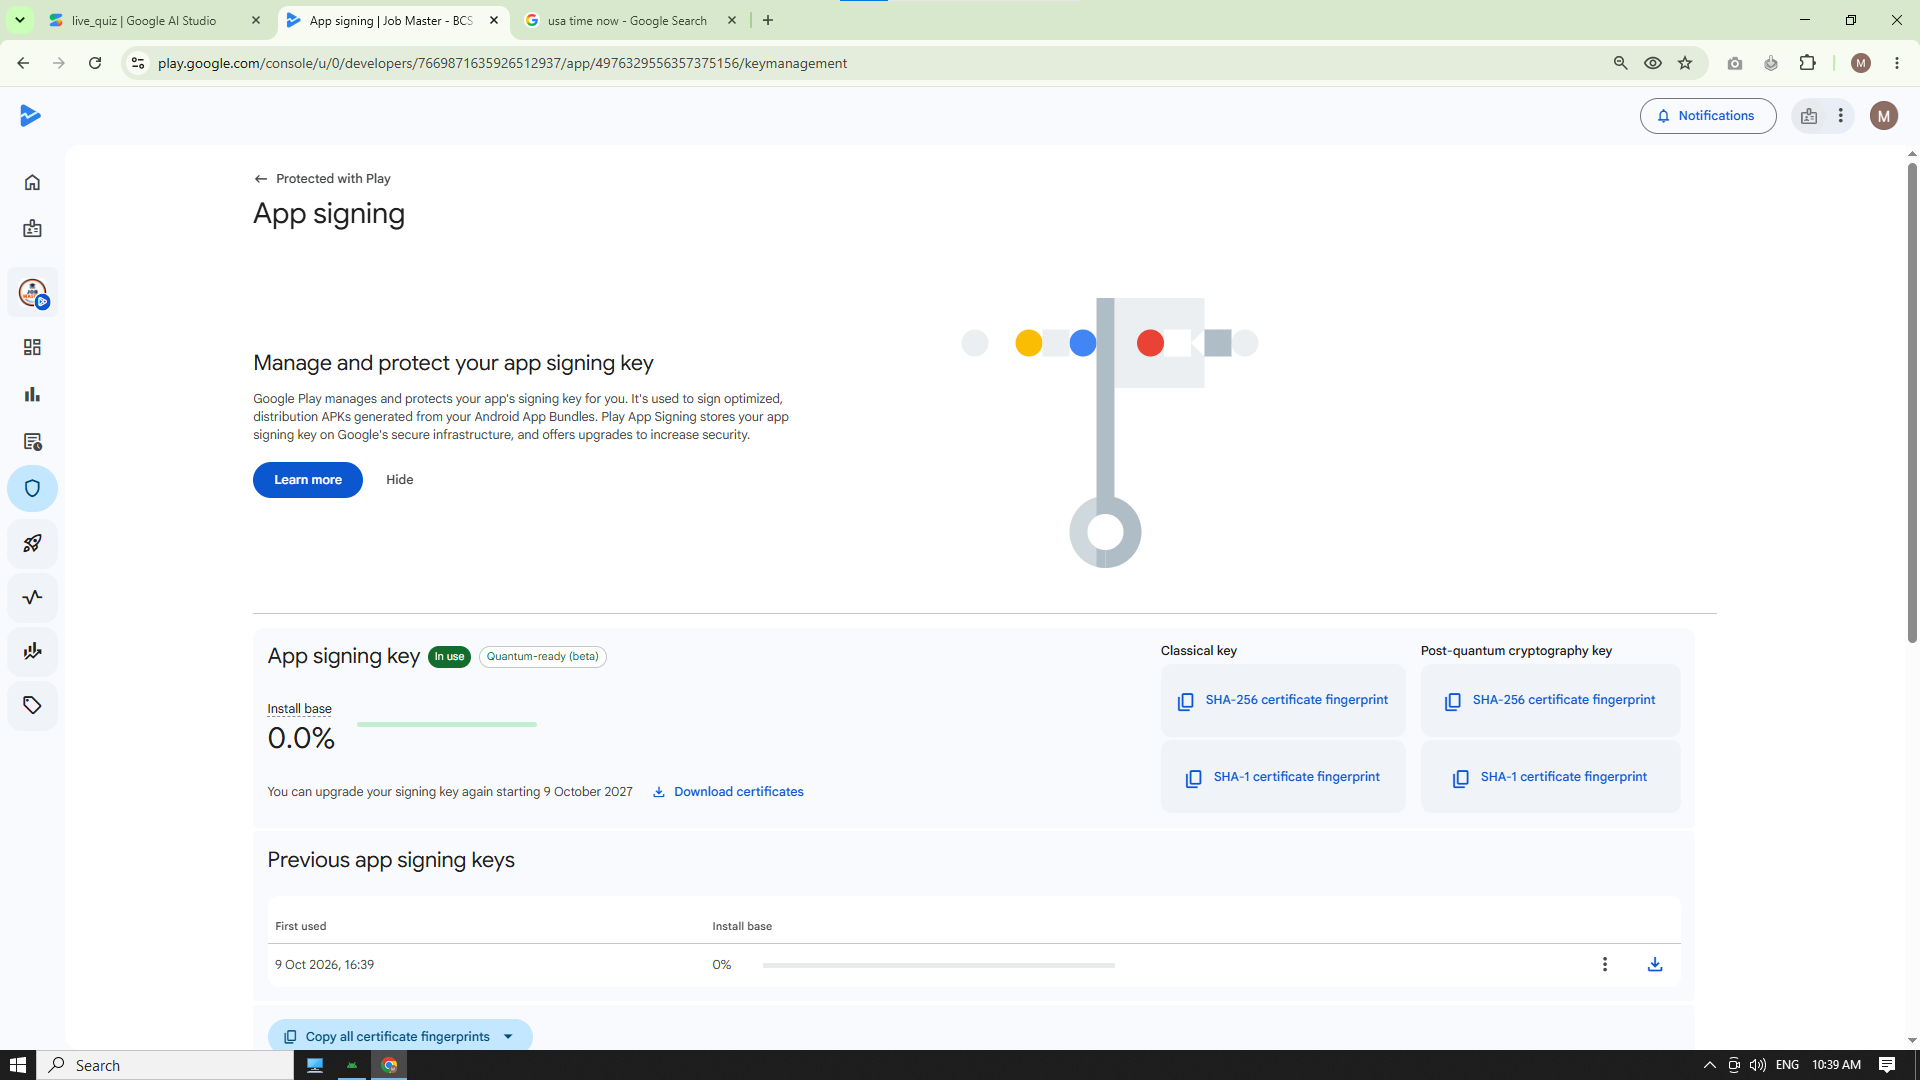 live_quiz | Google AI Studio
App signing | Job Master - BCS
usa time now - Google Search
play.google.com/console/u/0/developers/7669871635926512937/app/4976329556357375156/keymanagement
M
Notifications
M
Protected with Play
App signing
Manage and protect your app signing key
Google Play manages and protects your app's signing key for you. It's used to sign optimized,
distribution APKs generated from your Android App Bundles. Play App Signing stores your app
signing key on Google's secure infrastructure, and offers upgrades to increase security.
Learn more
Hide
App signing key
In use
Quantum-ready (beta)
Classical key
Post-quantum cryptography key
SHA-256 certificate fingerprint
SHA-256 certificate fingerprint
Install base
0.0%
SHA-1 certificate fingerprint
SHA-1 certificate fingerprint
You can upgrade your signing key again starting 9 October 2027
Download certificates
Previous app signing keys
First used
Install base
9 Oct 2026, 16:39
0%
Copy all certificate fingerprints
Search
ENG
10:39 AM